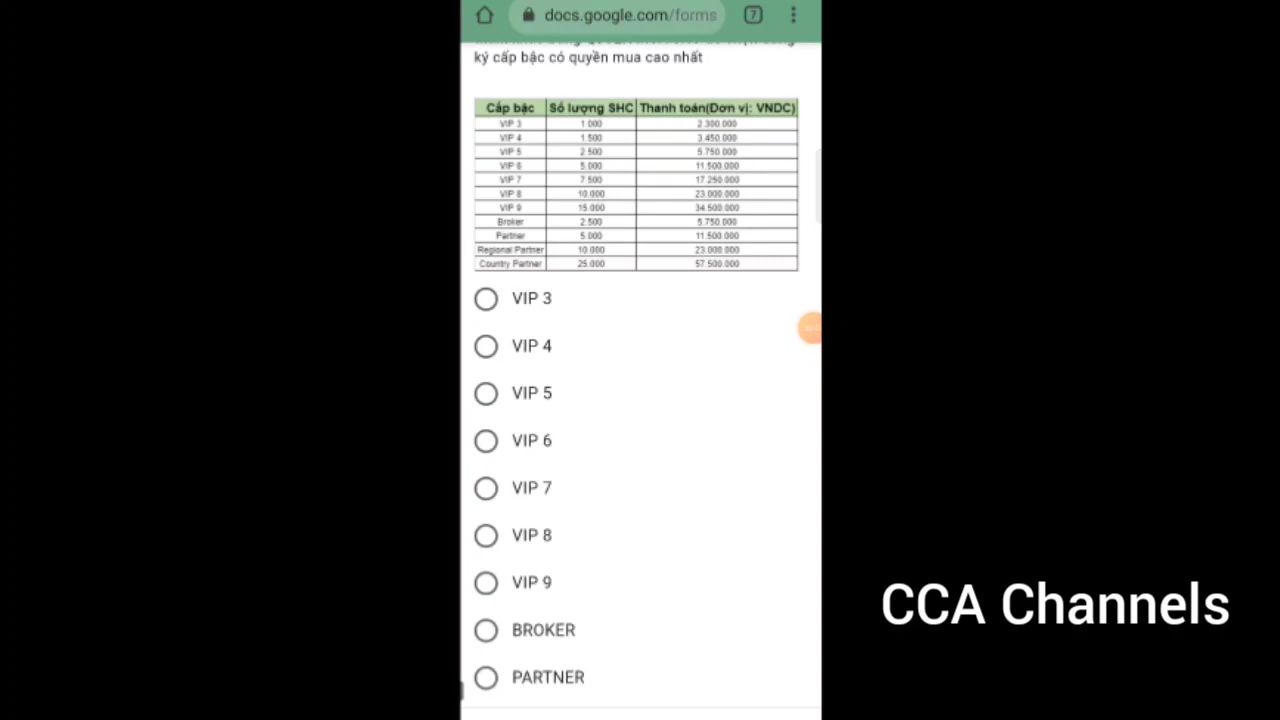 docs.google.com/forms
7
ký cấp bậc có quyền mua cao nhất
Cấp bậc Số lượng SHC Thanh toán(Đơn vị: VNDC)
VIP 3 1.000 2.300.000
VIP 4 1.500 3.450.000
VIP 5 2.500 5.750.000
VIP 6 5.000 11.500.000
VIP 7 7.500 17.250.000
VIP 8 10.000 23.000.000
VIP 9 15.000 34.500.000
Broker 2.500 5.750.000
Partner 5.000 11.500.000
Regional Partner 10.000 23.000.000
Country Partner 25.000 57.500.000
VIP 3
VIP 4
VIP 5
VIP 6
VIP 7
VIP 8
VIP 9
BROKER
PARTNER
CCA Channels